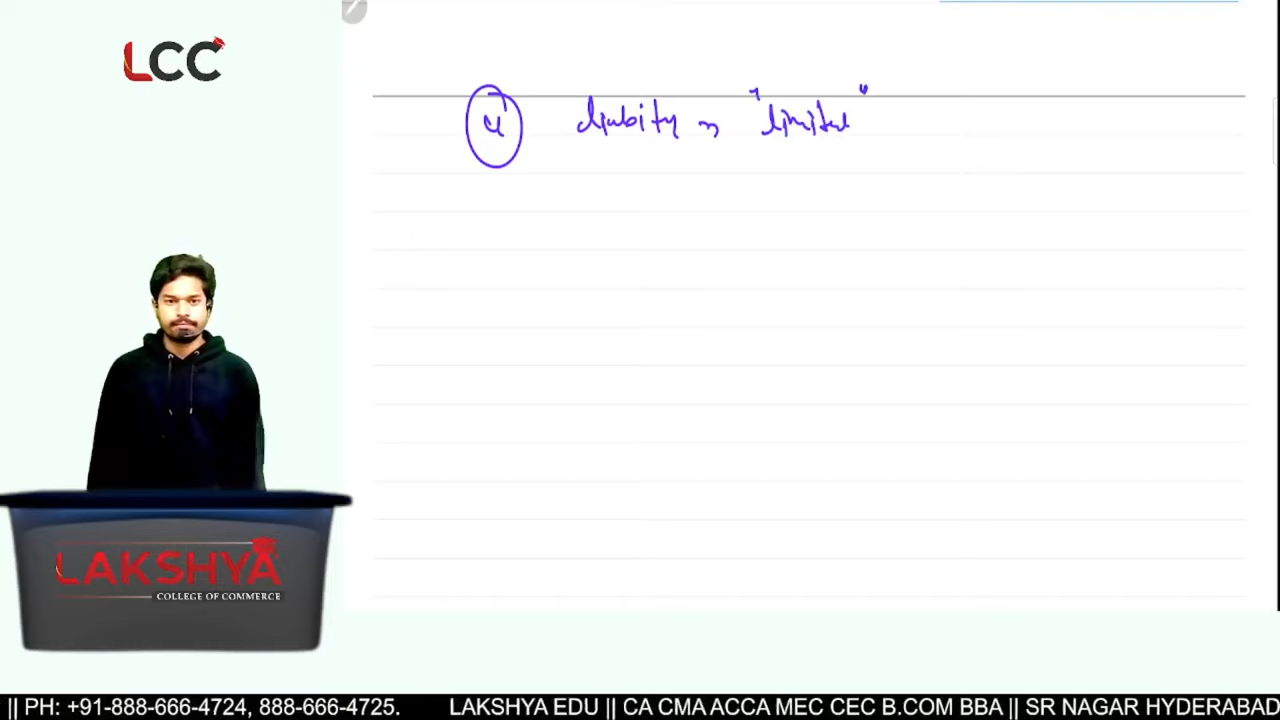 LCC
4 liability → "limited"
LAKSHYA
COLLEGE OF COMMERCE
|| PH: +91-888-666-4724, 888-666-4725. LAKSHYA EDU || CA CMA ACCA MEC CEC B.COM BBA || SR NAGAR HYDERABAD